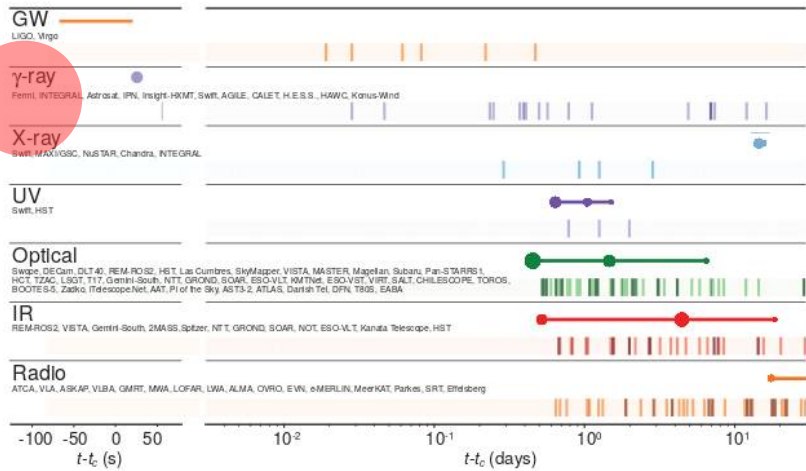 GW
LIGO, Virgo
γ-ray
Fermi, INTEGRAL, Astrosat, IPN, Insight-HXMT, Swift, AGILE, CALET, H.E.S.S., HAWC, Konus-Wind
X-ray
Swift, MAXI/GSC, NuSTAR, Chandra, INTEGRAL
UV
Swift, HST
Optical
Swope, DECam, DLT40, REM-ROS2, HST, Las Cumbres, SkyMapper, VISTA, MASTER, Magellan, Subaru, Pan-STARRS1,
HCT, TZAC, LSGT, T17, Gemini-South, NTT, GROND, SOAR, ESO-VLT, KMTNet, ESO-VST, VIRT, SALT, CHILESCOPE, TOROS,
BOOTES-5, Zadko, iTelescope.Net, AAT, Pi of the Sky, AST3-2, ATLAS, Danish Tel, DFN, T80S, EABA
IR
REM-ROS2, VISTA, Gemini-South, 2MASS, Spitzer, NTT, GROND, SOAR, NOT, ESO-VLT, Kanata Telescope, HST
Radio
ATCA, VLA, ASKAP, VLBA, GMRT, MWA, LOFAR, LWA, ALMA, OVRO, EVN, e-MERLIN, MeerKAT, Parkes, SRT, Effelsberg
-100 -50 0 50 10⁻² 10⁻¹ 10⁰ 10¹
t-t_c (s) t-t_c (days)